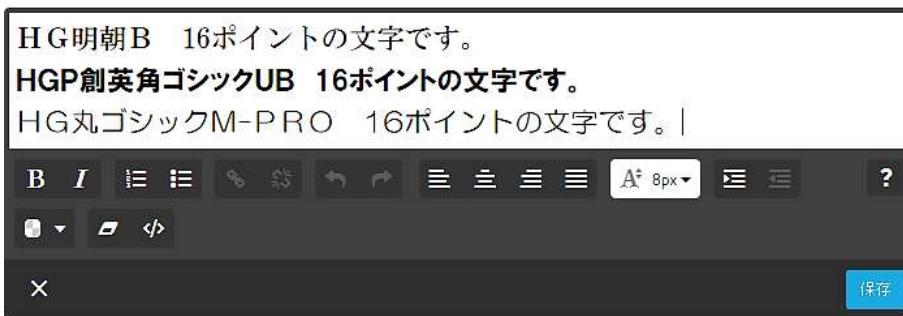 ＨＧ明朝Ｂ　16ポイントの文字です。
HGP創英角ゴシックUB　16ポイントの文字です。
ＨＧ丸ゴシックＭ−ＰＲＯ　１６ポイントの文字です。
B I A 8px ?
保存